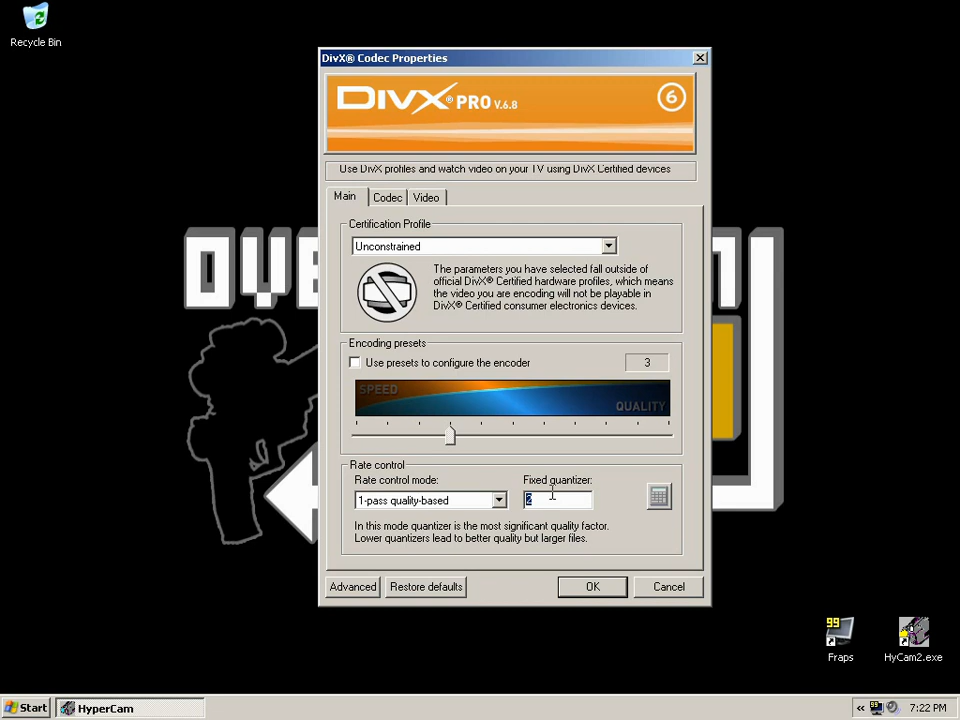 Recycle Bin
DivX® Codec Properties
DIVX® PRO V.6.8
6
Use DivX profiles and watch video on your TV using DivX Certified devices
Main
Codec
Video
Certification Profile
Unconstrained
The parameters you have selected fall outside of
official DivX® Certified hardware profiles, which means
the video you are encoding will not be playable in
DivX® Certified consumer electronics devices.
Encoding presets
Use presets to configure the encoder
3
SPEED
QUALITY
Rate control
Rate control mode:
Fixed quantizer:
1-pass quality-based
2
In this mode quantizer is the most significant quality factor.
Lower quantizers lead to better quality but larger files.
Advanced
Restore defaults
OK
Cancel
99
Fraps
HyCam2.exe
Start
HyperCam
«
99
7:22 PM